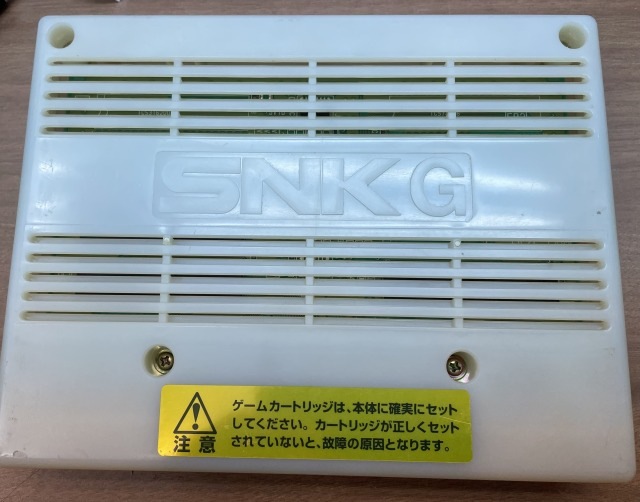 SNK G
ゲームカートリッジは、本体に確実にセット
してください。カートリッジが正しくセット
されていないと、故障の原因となります。
注意